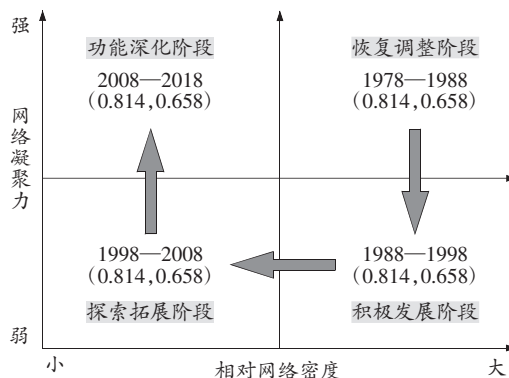 强
功能深化阶段
2008—2018
(0.814,0.658)
恢复调整阶段
1978—1988
(0.814,0.658)
网络凝聚力
1998—2008
(0.814,0.658)
探索拓展阶段
1988—1998
(0.814,0.658)
积极发展阶段
弱
小
相对网络密度
大